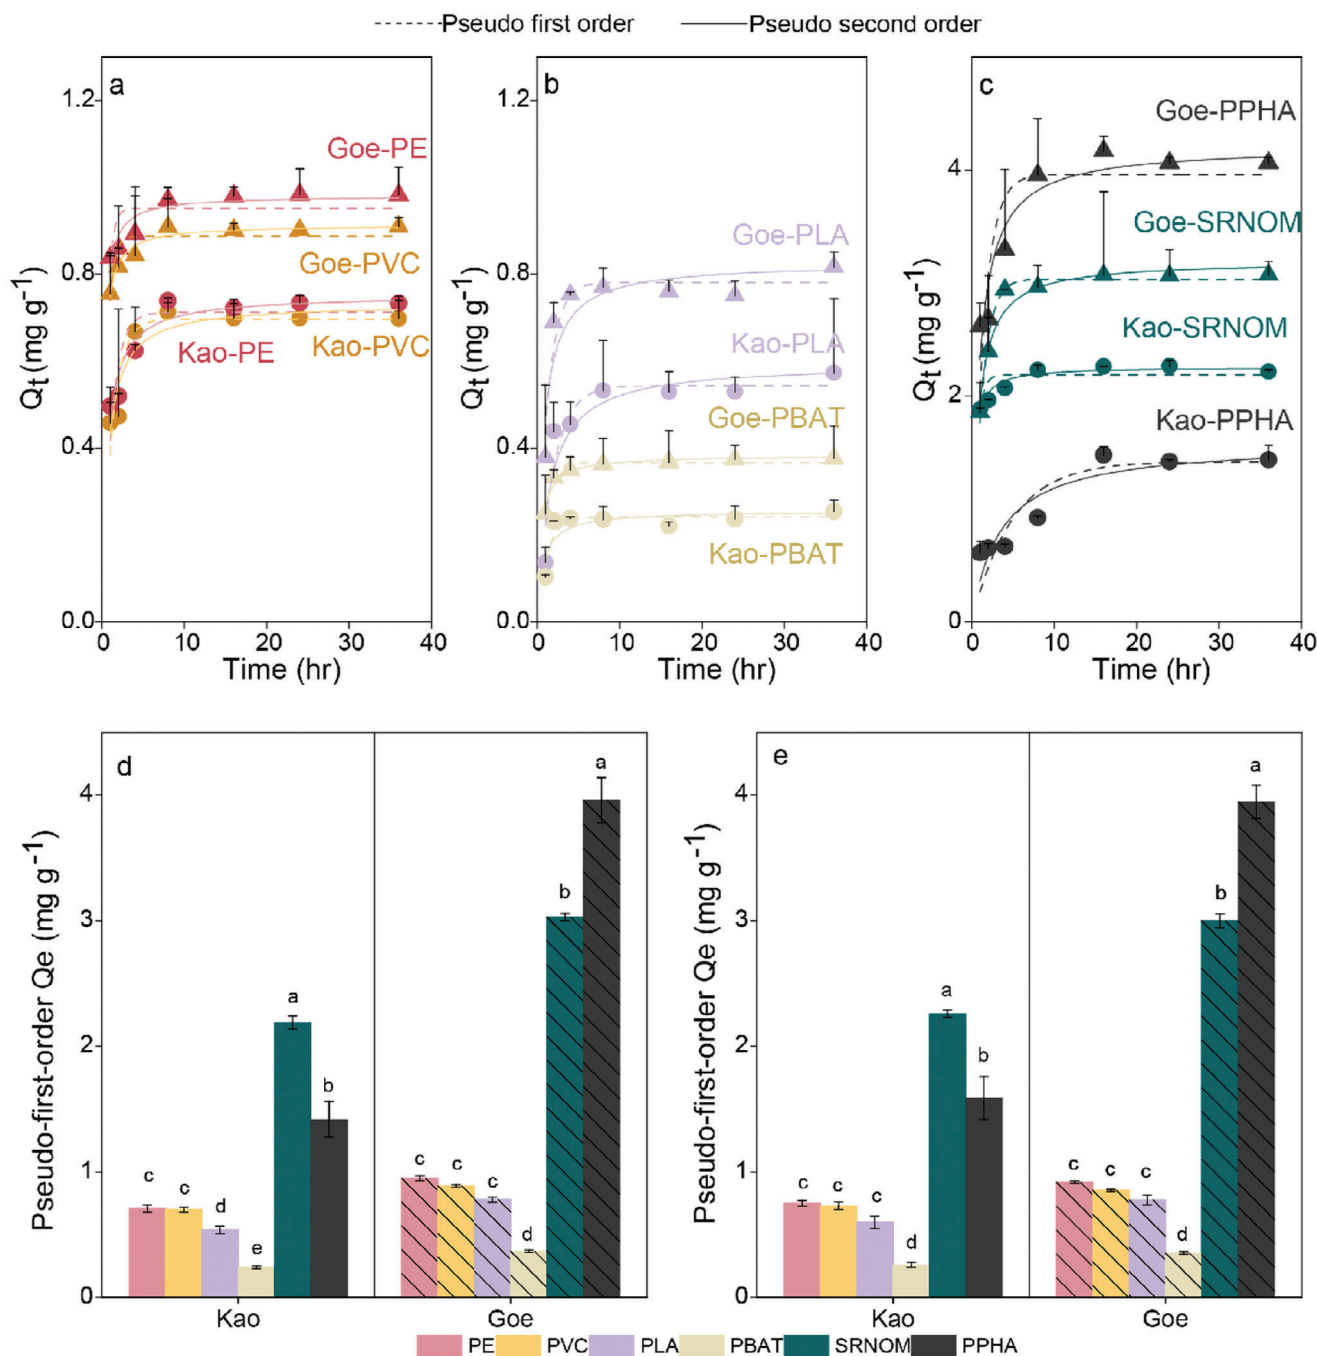 Pseudo first order
Pseudo second order
a
Goe-PE
Goe-PVC
Kao-PVC
Kao-PE
Qt (mg g-1)
1.2
0.8
0.4
0.0
0 10 20 30 40
Time (hr)
b
Goe-PLA
Kao-PLA
Goe-PBAT
Kao-PBAT
Qt (mg g-1)
1.2
0.8
0.4
0.0
0 10 20 30 40
Time (hr)
c
Goe-PPHA
Goe-SRNOM
Kao-SRNOM
Kao-PPHA
Qt (mg g-1)
4
2
0
0 5 10 15 20 25 30 35 40
Time (hr)
d
Pseudo-first-order Qe (mg g-1)
4
3
2
1
0
c c d e a b
c c c d b a
Kao Goe
e
Pseudo-first-order Qe (mg g-1)
4
3
2
1
0
c c c d a b
c c c d b a
Kao Goe
PE PVC PLA PBAT SRNOM PPHA